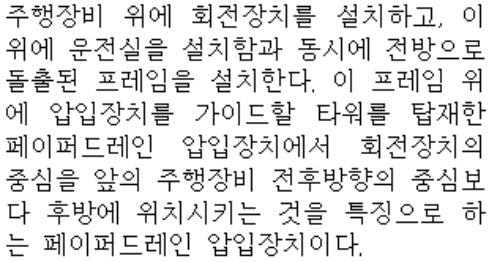 주행장비 위에 회전장치를 설치하고, 이
위에 운전실을 설치함과 동시에 전방으로
돌출된 프레임을 설치한다. 이 프레임 위
에 압입장치를 가이드할 타워를 탑재한
페이퍼드레인 압입장치에서 회전장치의
중심을 앞의 주행장비 전후방향의 중심보
다 후방에 위치시키는 것을 특징으로 하
는 페이퍼드레인 압입장치이다.